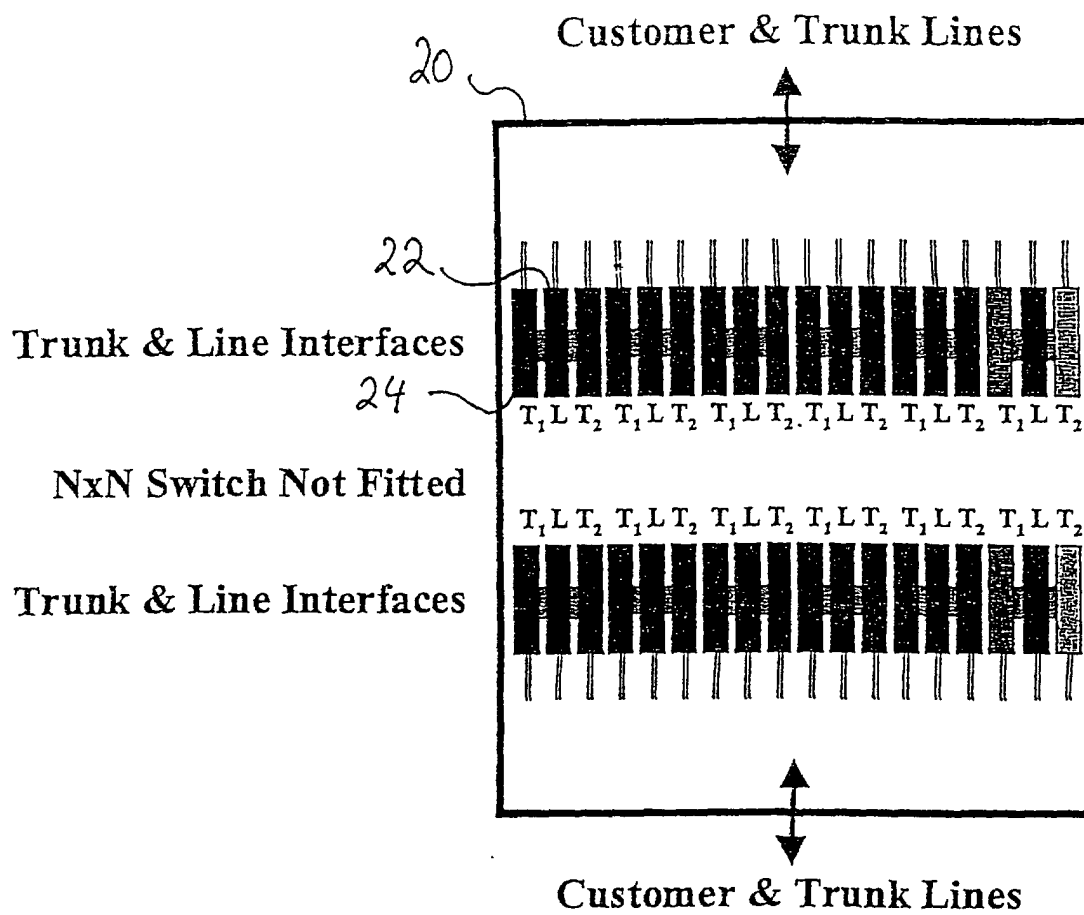 Customer & Trunk Lines
20
22
Trunk & Line Interfaces
24
T₁ L T₂ T₁ L T₂ T₁ L T₂. T₁ L T₂ T₁ L T₂ T₁ L T₂
NxN Switch Not Fitted
T₁ L T₂ T₁ L T₂ T₁ L T₂ T₁ L T₂ T₁ L T₂ T₁ L T₂
Trunk & Line Interfaces
Customer & Trunk Lines